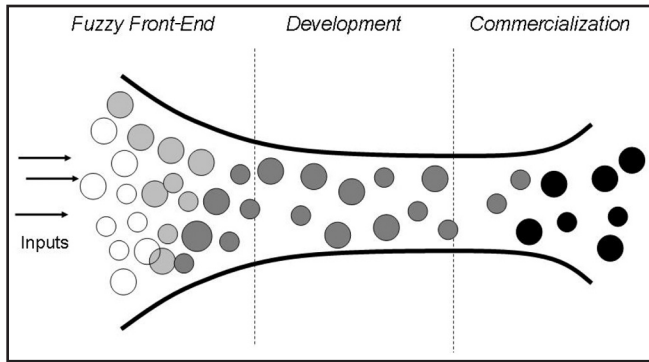 Fuzzy Front-End
Development
Commercialization
Inputs